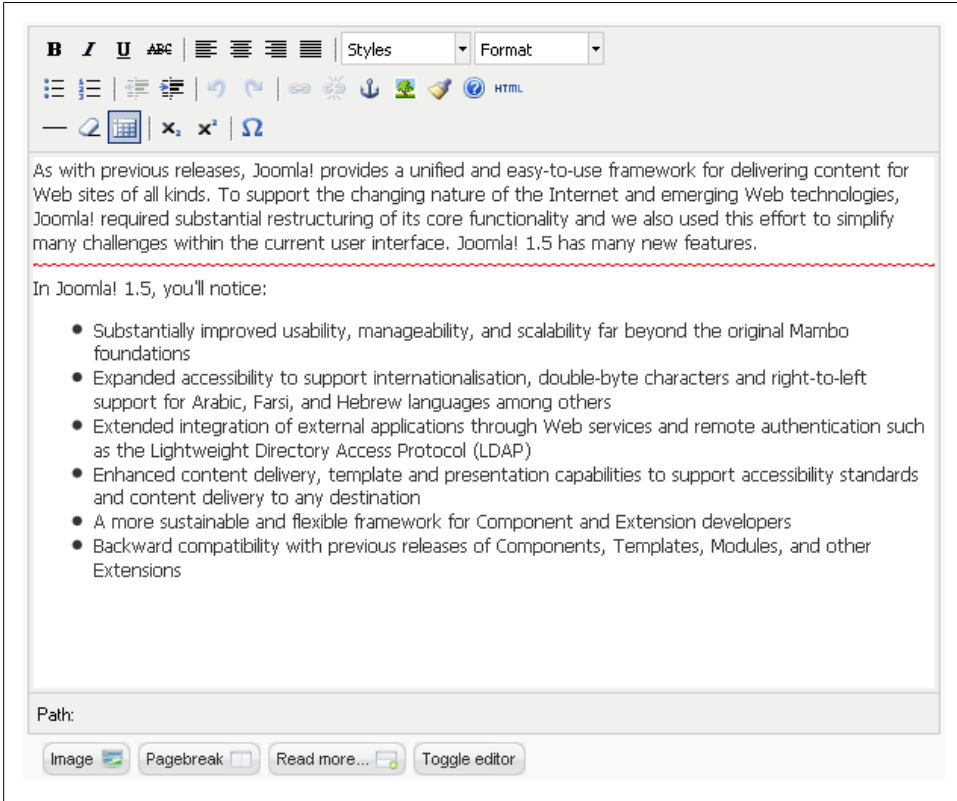 B I U ABC Styles Format
HTML
x₂ x² Ω
As with previous releases, Joomla! provides a unified and easy-to-use framework for delivering content for
Web sites of all kinds. To support the changing nature of the Internet and emerging Web technologies,
Joomla! required substantial restructuring of its core functionality and we also used this effort to simplify
many challenges within the current user interface. Joomla! 1.5 has many new features.
In Joomla! 1.5, you'll notice:
• Substantially improved usability, manageability, and scalability far beyond the original Mambo
foundations
• Expanded accessibility to support internationalisation, double-byte characters and right-to-left
support for Arabic, Farsi, and Hebrew languages among others
• Extended integration of external applications through Web services and remote authentication such
as the Lightweight Directory Access Protocol (LDAP)
• Enhanced content delivery, template and presentation capabilities to support accessibility standards
and content delivery to any destination
• A more sustainable and flexible framework for Component and Extension developers
• Backward compatibility with previous releases of Components, Templates, Modules, and other
Extensions
Path:
Image Pagebreak Read more... Toggle editor